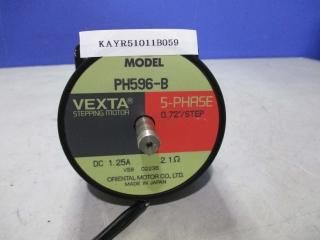 KAYR51011B059
MODEL
PH596-B
VEXTA
STEPPING MOTOR
5-PHASE
0.72°/STEP
DC 1.25A 2.1Ω
ORIENTAL MOTOR CO., LTD.
MADE IN JAPAN